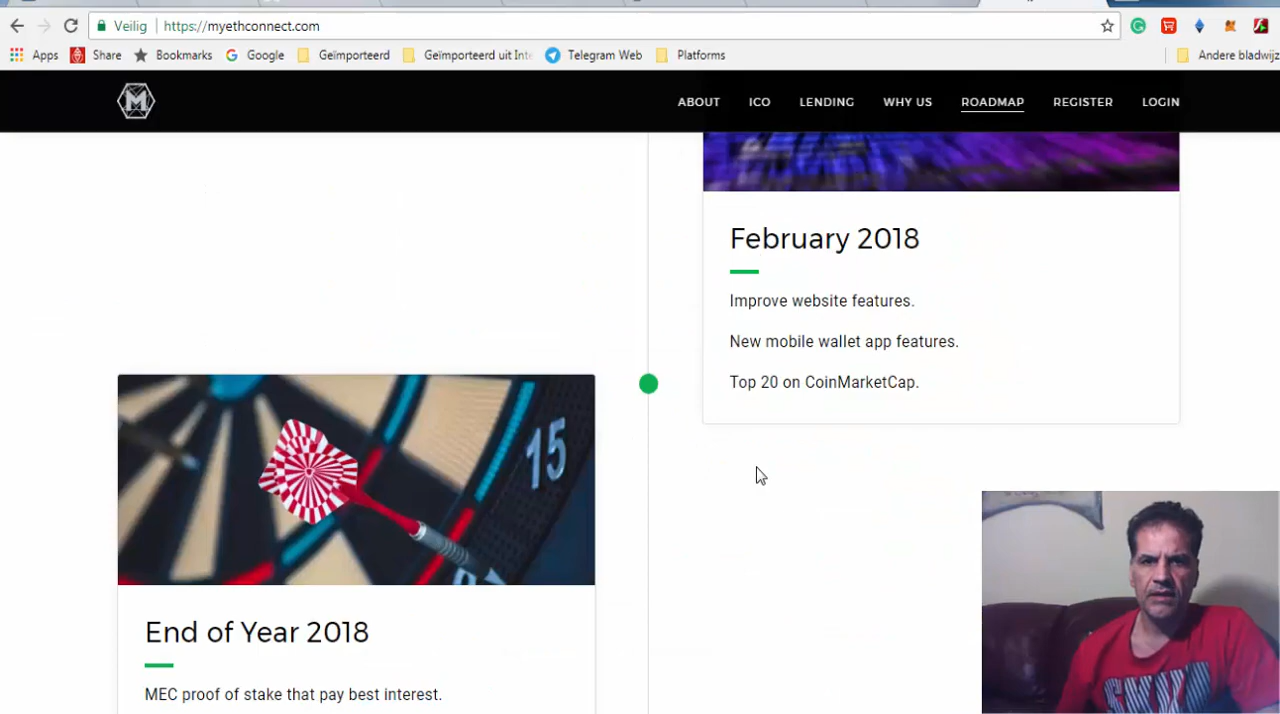 Veilig
https://myethconnect.com
Apps
Share
Bookmarks
Google
Geïmporteerd
Geïmporteerd uit Inte
Telegram Web
Platforms
Andere bladwijz
M
ABOUT
ICO
LENDING
WHY US
ROADMAP
REGISTER
LOGIN
February 2018
Improve website features.
New mobile wallet app features.
Top 20 on CoinMarketCap.
15
End of Year 2018
MEC proof of stake that pay best interest.